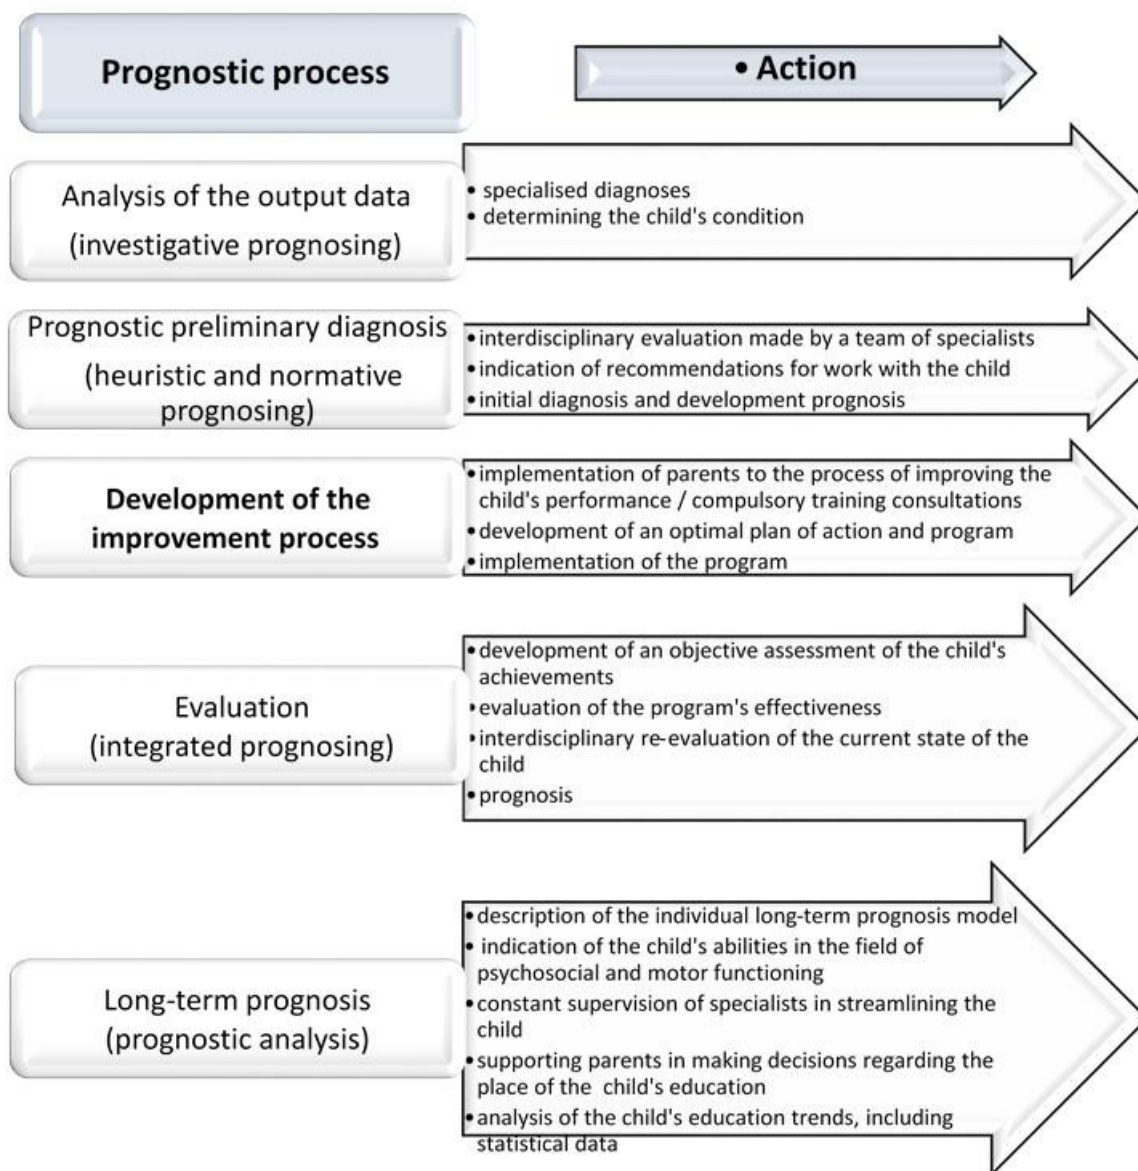 Prognostic process
• Action
Analysis of the output data
(investigative prognosing)
• specialised diagnoses
• determining the child's condition
Prognostic preliminary diagnosis
(heuristic and normative
prognosing)
• interdisciplinary evaluation made by a team of specialists
• indication of recommendations for work with the child
• initial diagnosis and development prognosis
Development of the
improvement process
• implementation of parents to the process of improving the
child's performance / compulsory training consultations
• development of an optimal plan of action and program
• implementation of the program
Evaluation
(integrated prognosing)
• development of an objective assessment of the child's
achievements
• evaluation of the program's effectiveness
• interdisciplinary re-evaluation of the current state of the
child
• prognosis
Long-term prognosis
(prognostic analysis)
• description of the individual long-term prognosis model
• indication of the child's abilities in the field of
psychosocial and motor functioning
• constant supervision of specialists in streamlining the
child
• supporting parents in making decisions regarding the
place of the child's education
• analysis of the child's education trends, including
statistical data